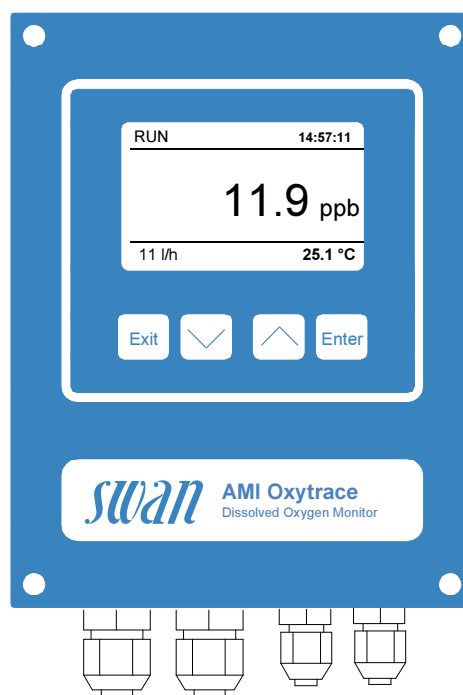 RUN 14:57:11
11.9 ppb
11 l/h 25.1 °C
Exit Enter
swan AMI Oxytrace
Dissolved Oxygen Monitor